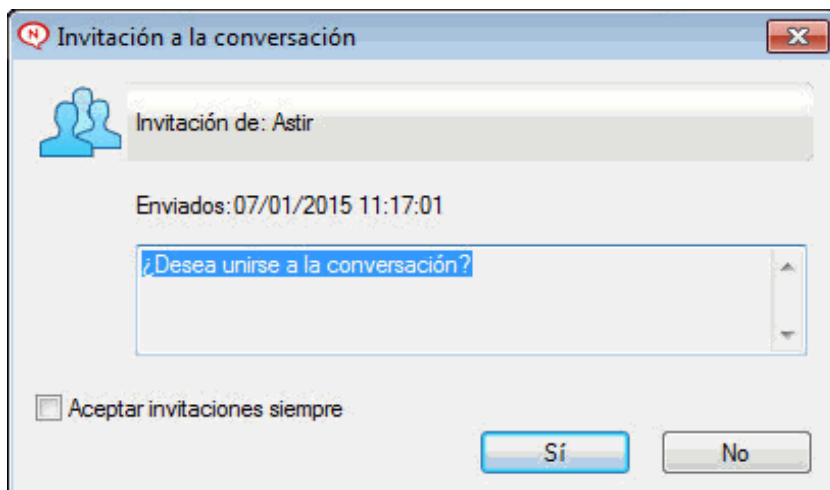 Invitación a la conversación
Invitación de: Astir
Enviados: 07/01/2015 11:17:01
¿Desea unirse a la conversación?
Aceptar invitaciones siempre
Sí No